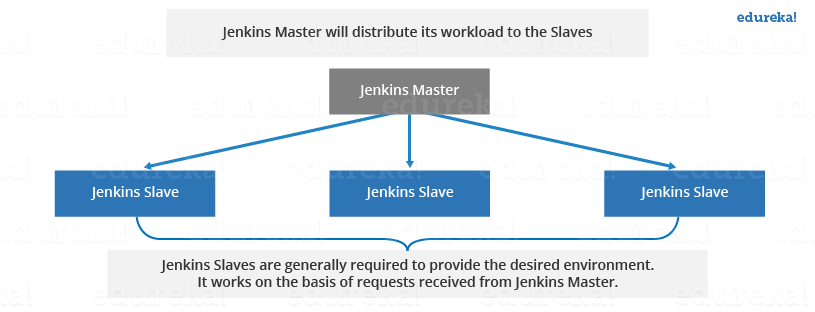 edureka!
Jenkins Master will distribute its workload to the Slaves
Jenkins Master
Jenkins Slave
Jenkins Slave
Jenkins Slave
Jenkins Slaves are generally required to provide the desired environment.
It works on the basis of requests received from Jenkins Master.